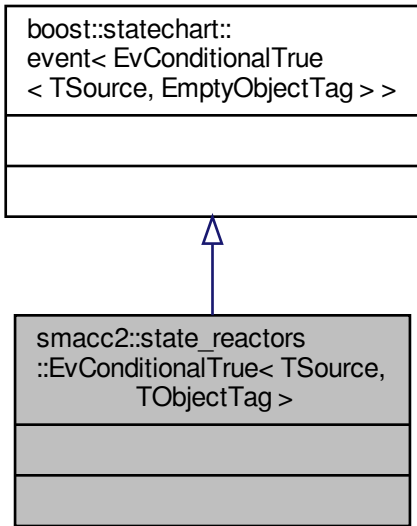 boost::statechart::
event< EvConditionalTrue
< TSource, EmptyObjectTag > >
smacc2::state_reactors
::EvConditionalTrue< TSource,
TObjectTag >